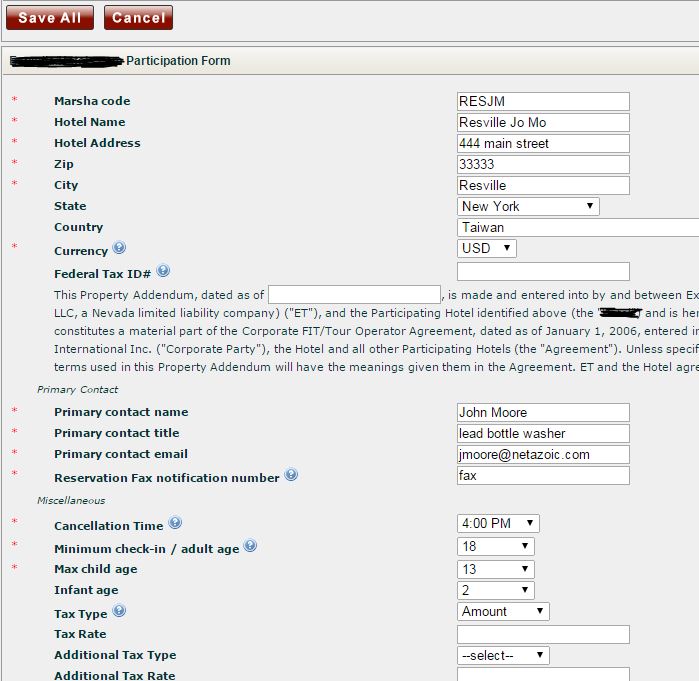 Save All Cancel
Participation Form
* Marsha code RESJM
* Hotel Name Resville Jo Mo
* Hotel Address 444 main street
* Zip 33333
* City Resville
State New York
Country Taiwan
* Currency USD
Federal Tax ID#
This Property Addendum, dated as of , is made and entered into by and between Ex
LLC, a Nevada limited liability company) ("ET"), and the Participating Hotel identified above (the " and is her
constitutes a material part of the Corporate FIT/Tour Operator Agreement, dated as of January 1, 2006, entered in
International Inc. ("Corporate Party"), the Hotel and all other Participating Hotels (the "Agreement"). Unless specif
terms used in this Property Addendum will have the meanings given them in the Agreement. ET and the Hotel agre
Primary Contact
* Primary contact name John Moore
* Primary contact title lead bottle washer
* Primary contact email jmoore@netazoic.com
* Reservation Fax notification number fax
Miscellaneous
* Cancellation Time 4:00 PM
* Minimum check-in / adult age 18
* Max child age 13
Infant age 2
Tax Type Amount
Tax Rate
Additional Tax Type --select--
Additional Tax Rate